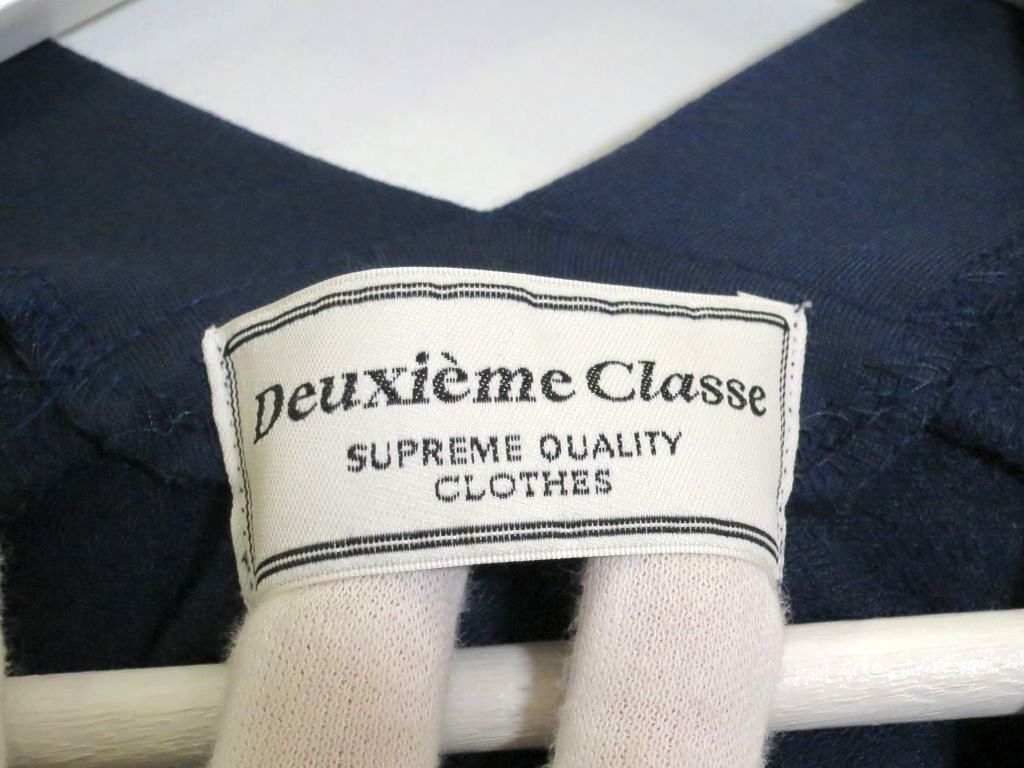 Deuxième Classe
SUPREME QUALITY
CLOTHES